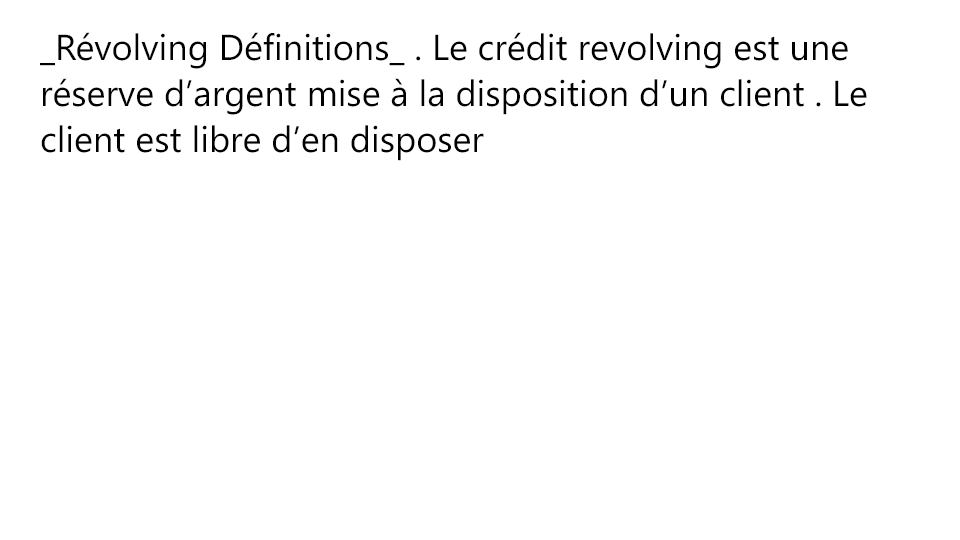 _Révolving Définitions_ . Le crédit revolving est une
réserve d’argent mise à la disposition d’un client . Le
client est libre d’en disposer